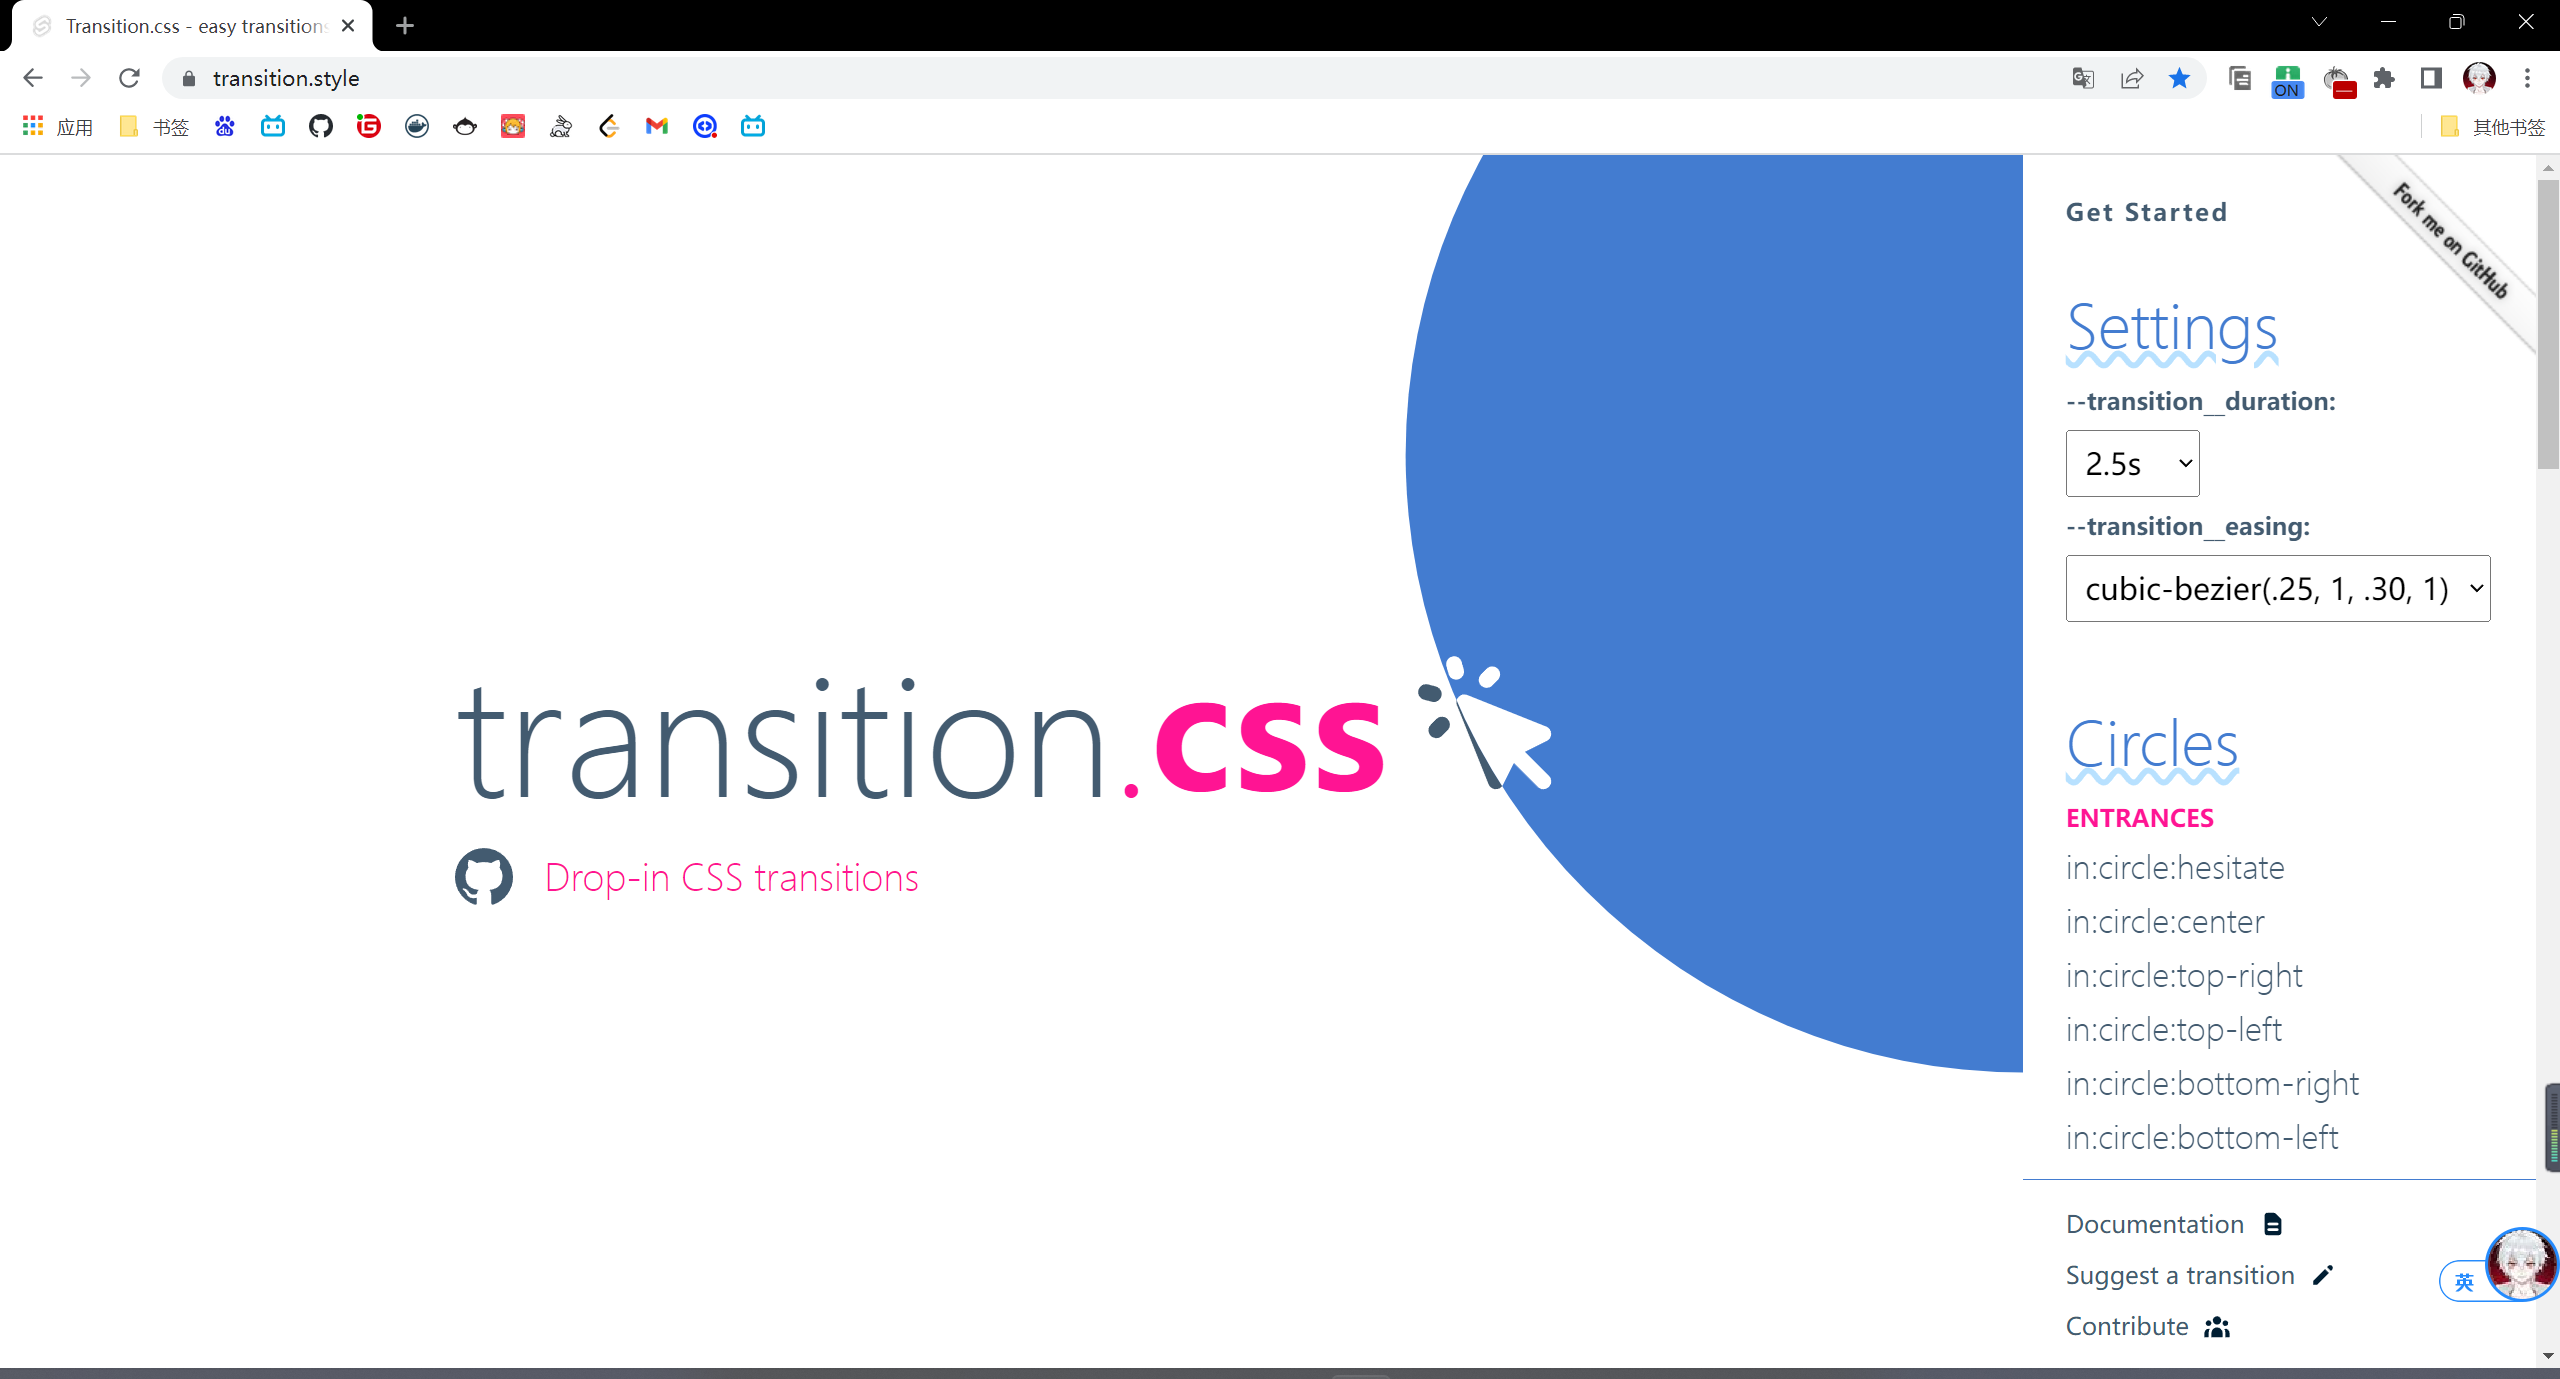 Transition.css - easy transitions
transition.style
ON
应用
书签
其他书签
Get Started
Fork me on GitHub
Settings
--transition__duration:
2.5s
--transition__easing:
cubic-bezier(.25, 1, .30, 1)
transition.css
Drop-in CSS transitions
Circles
ENTRANCES
in:circle:hesitate
in:circle:center
in:circle:top-right
in:circle:top-left
in:circle:bottom-right
in:circle:bottom-left
Documentation
Suggest a transition
英
Contribute